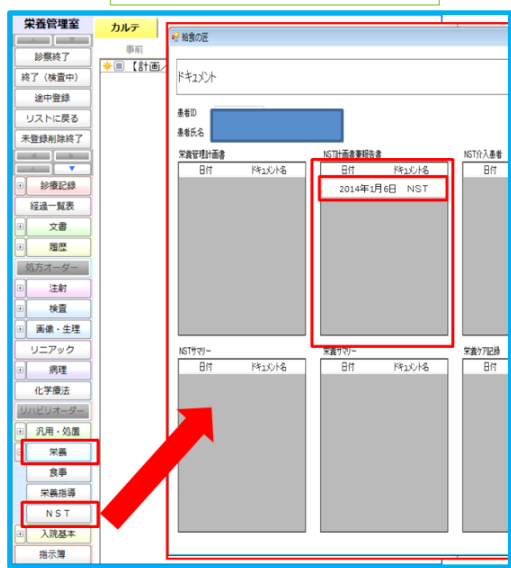 栄養管理室
診察終了
終了（検査中）
途中登録
リストに戻る
未登録削除終了
診療記録
経過一覧表
文書
履歴
処方オーダー
注射
検査
画像・生理
リニアック
病理
化学療法
リハビリオーダー
汎用・処置
栄養
食事
栄養指導
ＮＳＴ
入院基本
指示簿
カルテ
事前
【計画／
給食の匠
ドキュメント
患者ID
患者氏名
栄養管理計画書
日付 ドキュメント名
NST計画書兼報告書
日付 ドキュメント名
2014年1月6日 NST
NST介入患者
日付
NSTサマリー
日付 ドキュメント名
栄養サマリー
日付 ドキュメント名
栄養ケア記録
日付